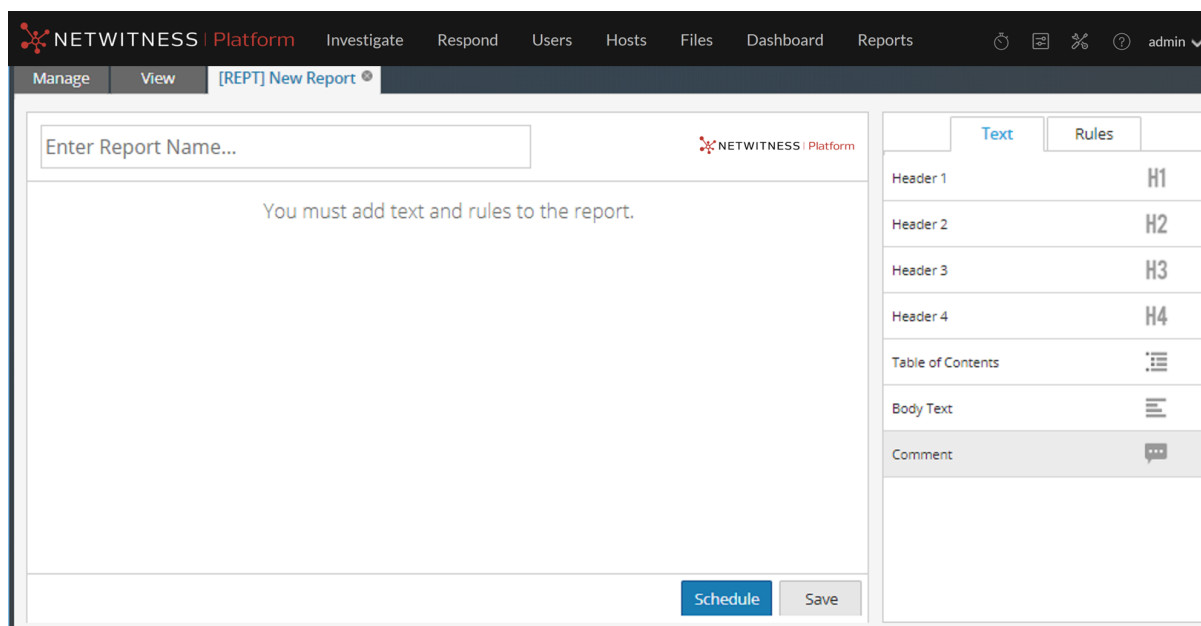 NETWITNESS | Platform Investigate Respond Users Hosts Files Dashboard Reports ? admin
Manage View [REPT] New Report
Enter Report Name...
NETWITNESS | Platform
You must add text and rules to the report.
Schedule Save
Text Rules
Header 1 H1
Header 2 H2
Header 3 H3
Header 4 H4
Table of Contents
Body Text
Comment